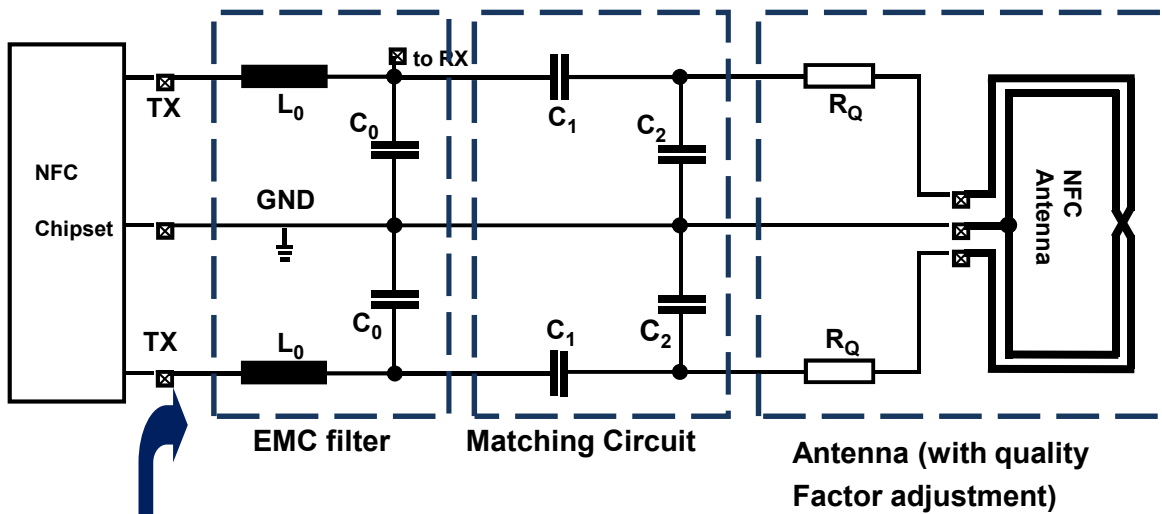 to RX
TX
L0
C0
C1
C2
RQ
NFC
Chipset
GND
NFC
Antenna
C0
C2
TX
L0
C1
RQ
EMC filter
Matching Circuit
Antenna (with quality
Factor adjustment)